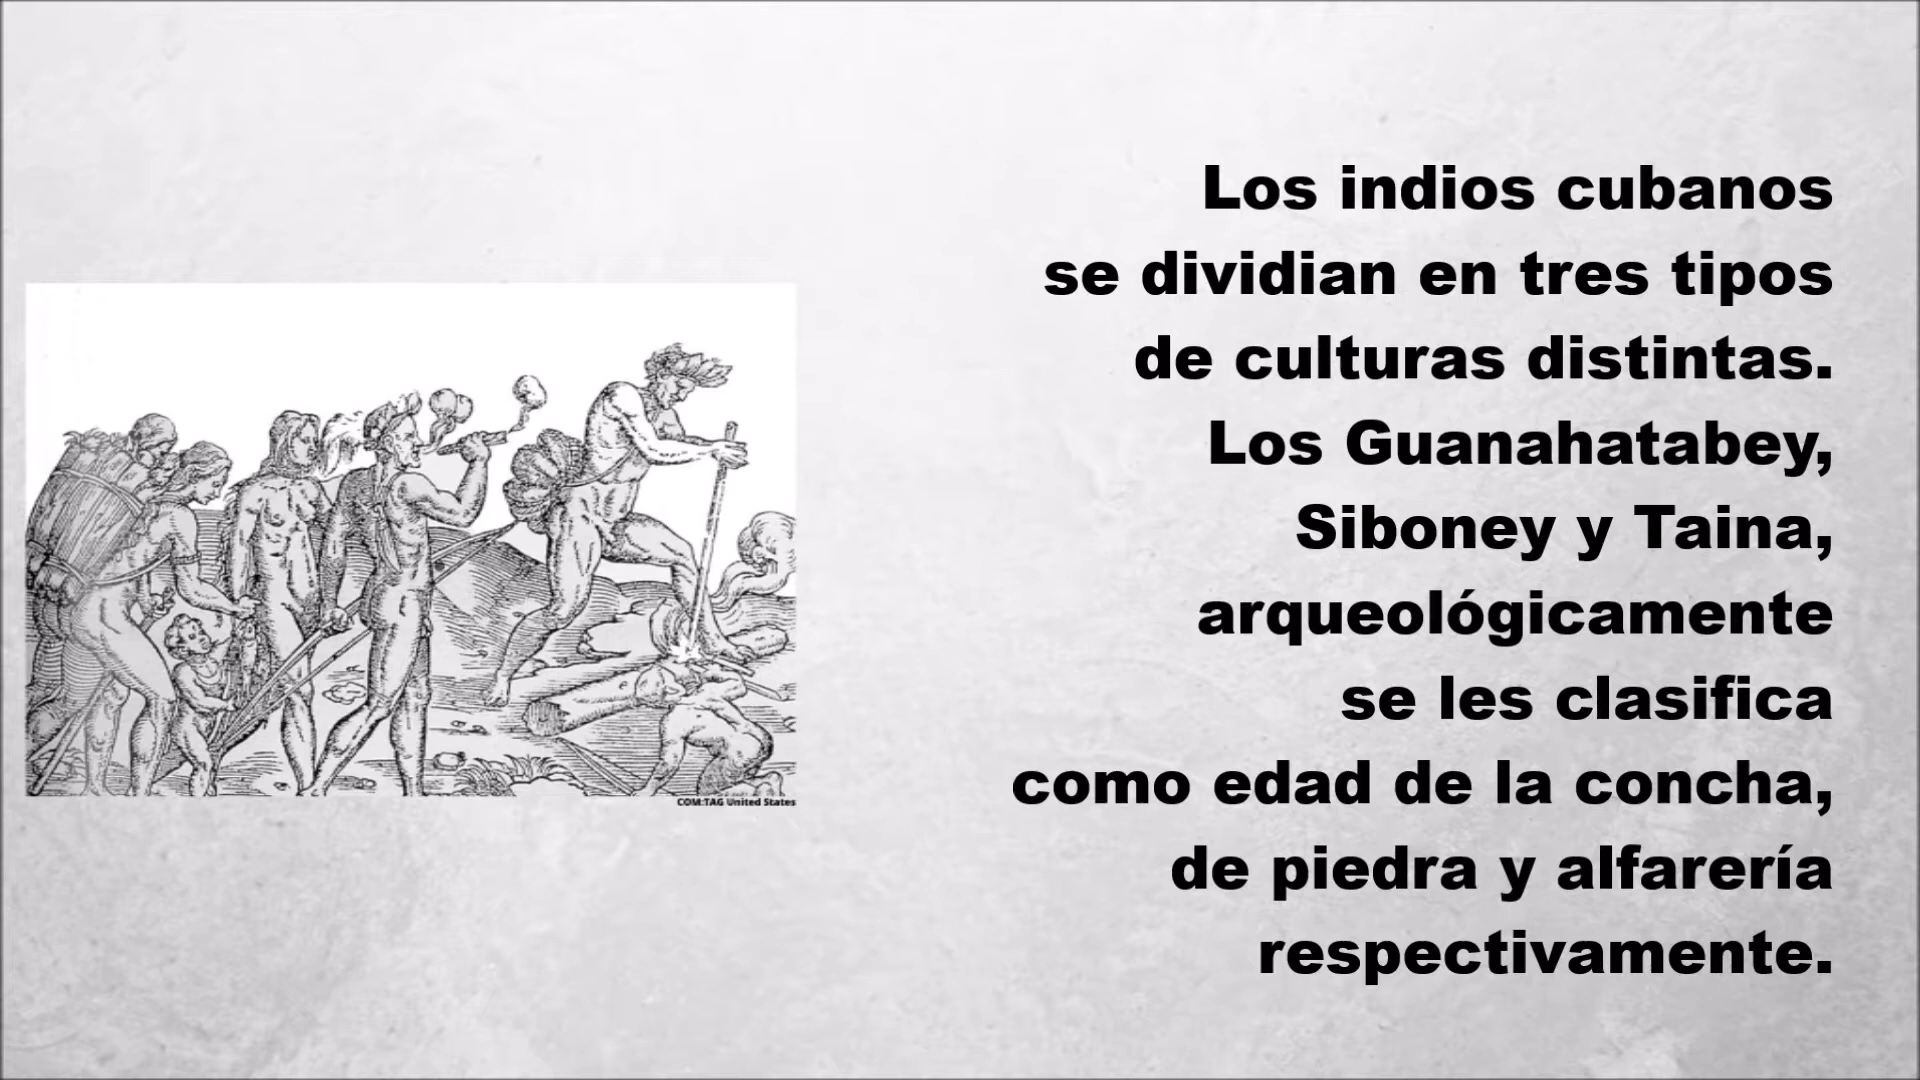 Los indios cubanos
se dividian en tres tipos
de culturas distintas.
Los Guanahatabey,
Siboney y Taina,
arqueológicamente
se les clasifica
como edad de la concha,
de piedra y alfarería
respectivamente.
COM:TAG United States